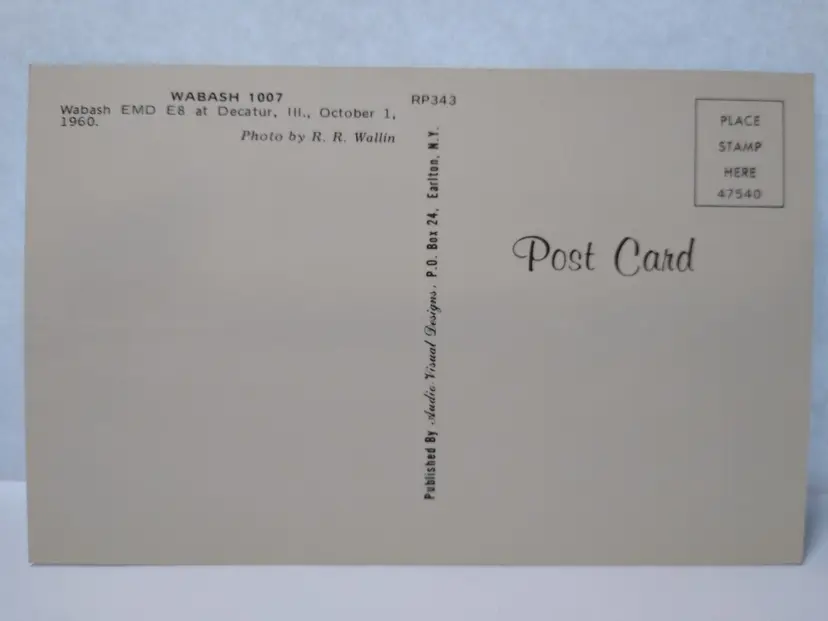 WABASH 1007
Wabash EMD E8 at Decatur, Ill., October 1,
1960.
Photo by R. R. Wallin
RP343
Published By Audio Visual Designs, P.O. Box 24, Earlton, N.Y.
PLACE
STAMP
HERE
47540
Post Card